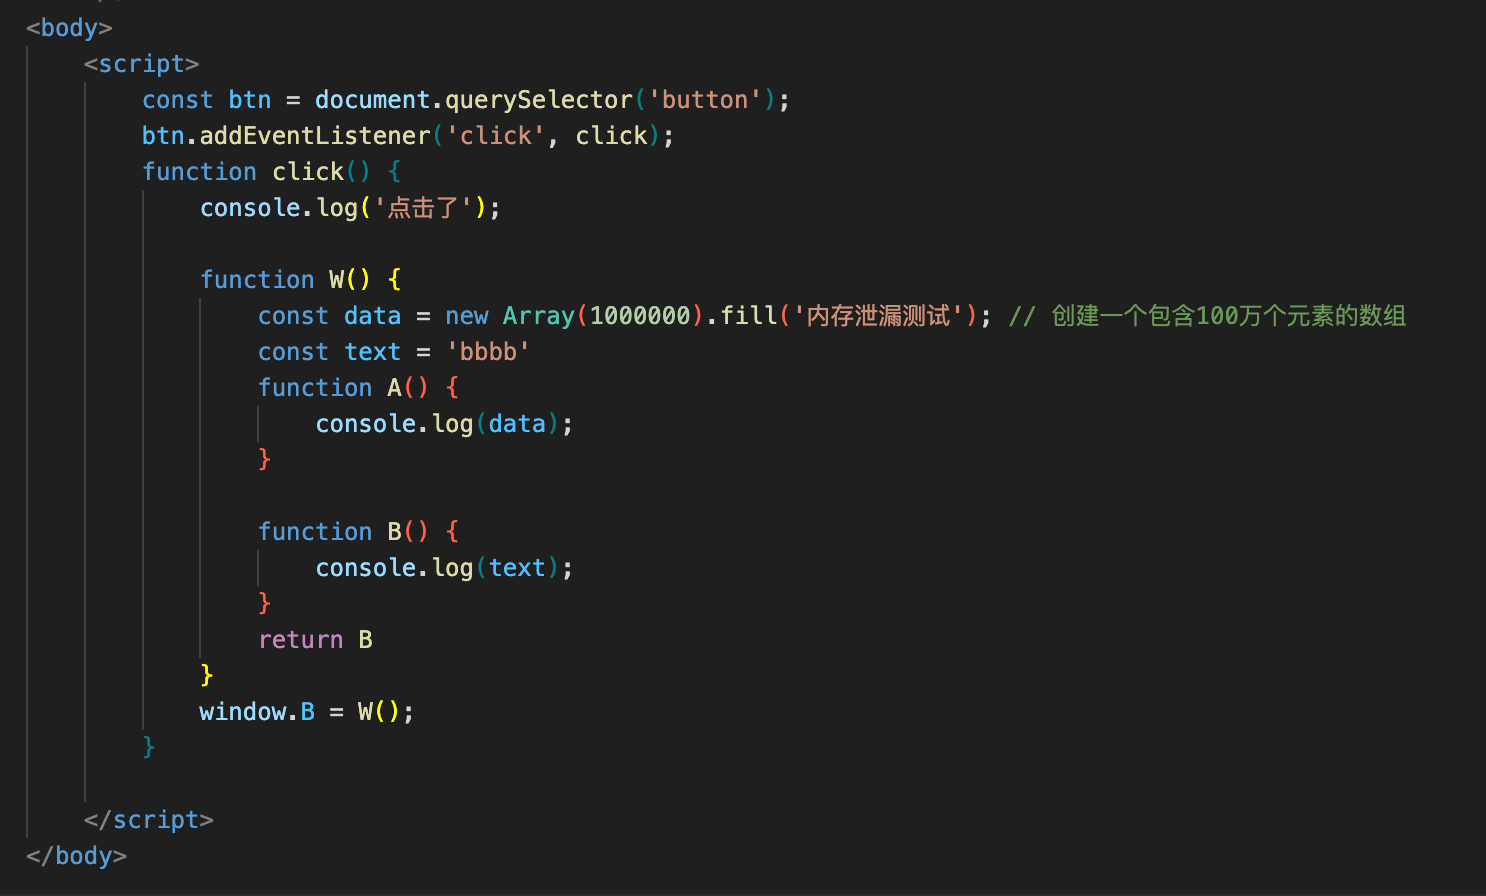 <body>
<script>
const btn = document.querySelector('button');
btn.addEventListener('click', click);
function click() {
console.log('点击了');
function W() {
const data = new Array(1000000).fill('内存泄漏测试'); // 创建一个包含100万个元素的数组
const text = 'bbbb'
function A() {
console.log(data);
}
function B() {
console.log(text);
}
return B
}
window.B = W();
}
</script>
</body>